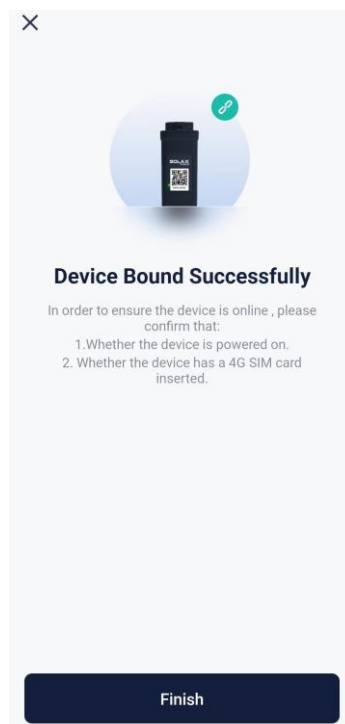 SOLAX
Device Bound Successfully
In order to ensure the device is online , please
confirm that:
1.Whether the device is powered on.
2. Whether the device has a 4G SIM card
inserted.
Finish